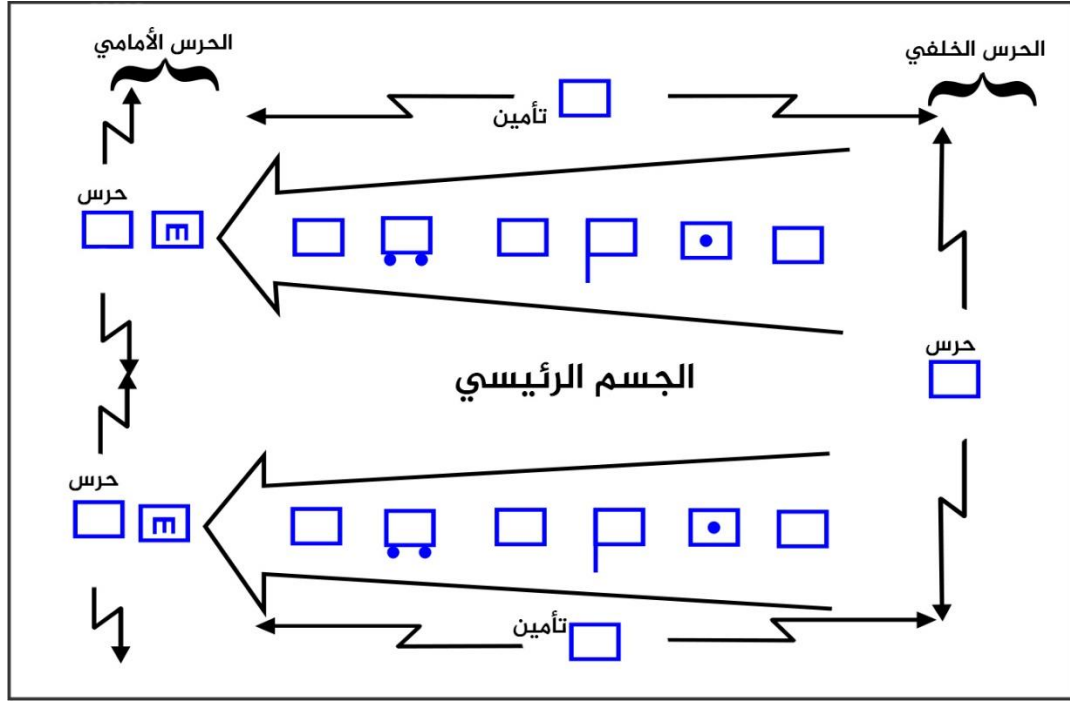 الحرس الخلفي
الحرس الأمامي
تأمين
حرس
E
حرس
الجسم الرئيسي
حرس
E
تأمين